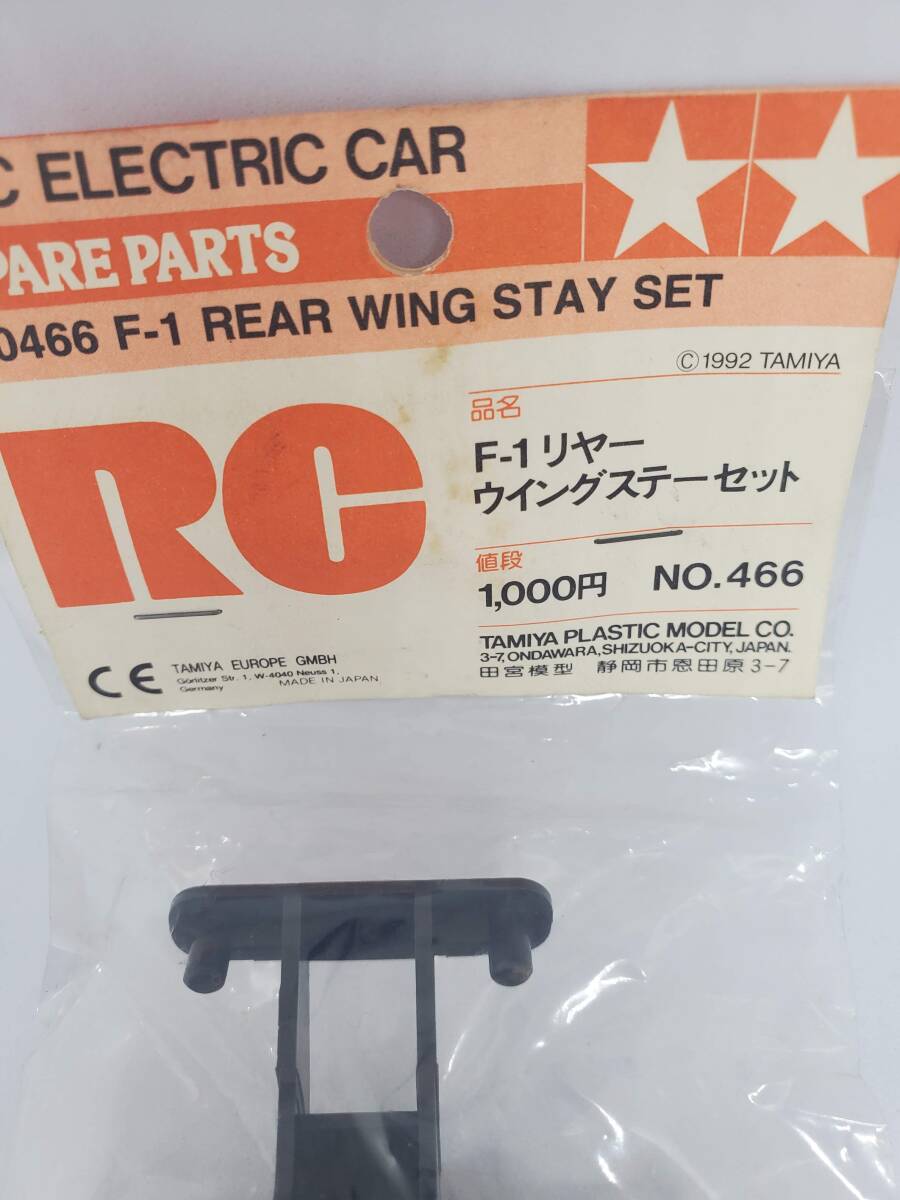 C ELECTRIC CAR
PARE PARTS
0466 F-1 REAR WING STAY SET
©1992 TAMIYA
RC
品名
F-1リヤー
ウイングステーセット
値段
1,000円 NO.466
TAMIYA PLASTIC MODEL CO.
3-7, ONDAWARA, SHIZUOKA-CITY, JAPAN.
田宮模型 静岡市恩田原3-7
CE TAMIYA EUROPE GMBH
Görlitzer Str. 1. W-4040 Neuss 1.
Germany
MADE IN JAPAN